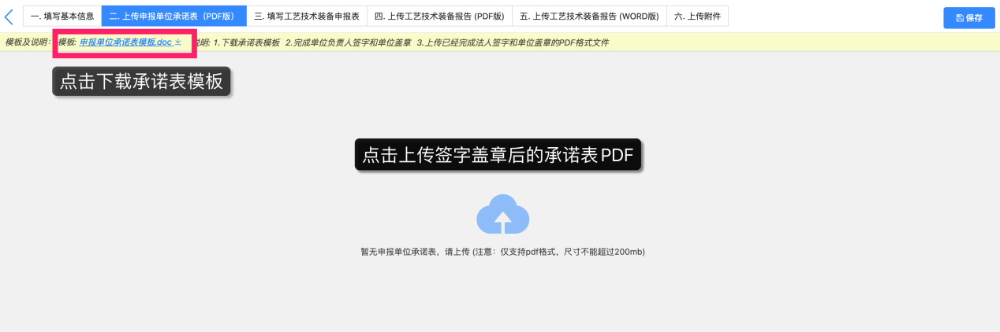 一. 填写基本信息 二. 上传申报单位承诺表（PDF版） 三. 填写工艺技术装备申报表 四. 上传工艺技术装备报告 (PDF版) 五. 上传工艺技术装备报告 (WORD版) 六. 上传附件 保存
模板及说明： 模板: 申报单位承诺表模板.doc 说明: 1.下载承诺表模板 2.完成单位负责人签字和单位盖章 3.上传已经完成法人签字和单位盖章的PDF格式文件
点击下载承诺表模板
点击上传签字盖章后的承诺表PDF
暂无申报单位承诺表，请上传 (注意：仅支持pdf格式，尺寸不能超过200mb)